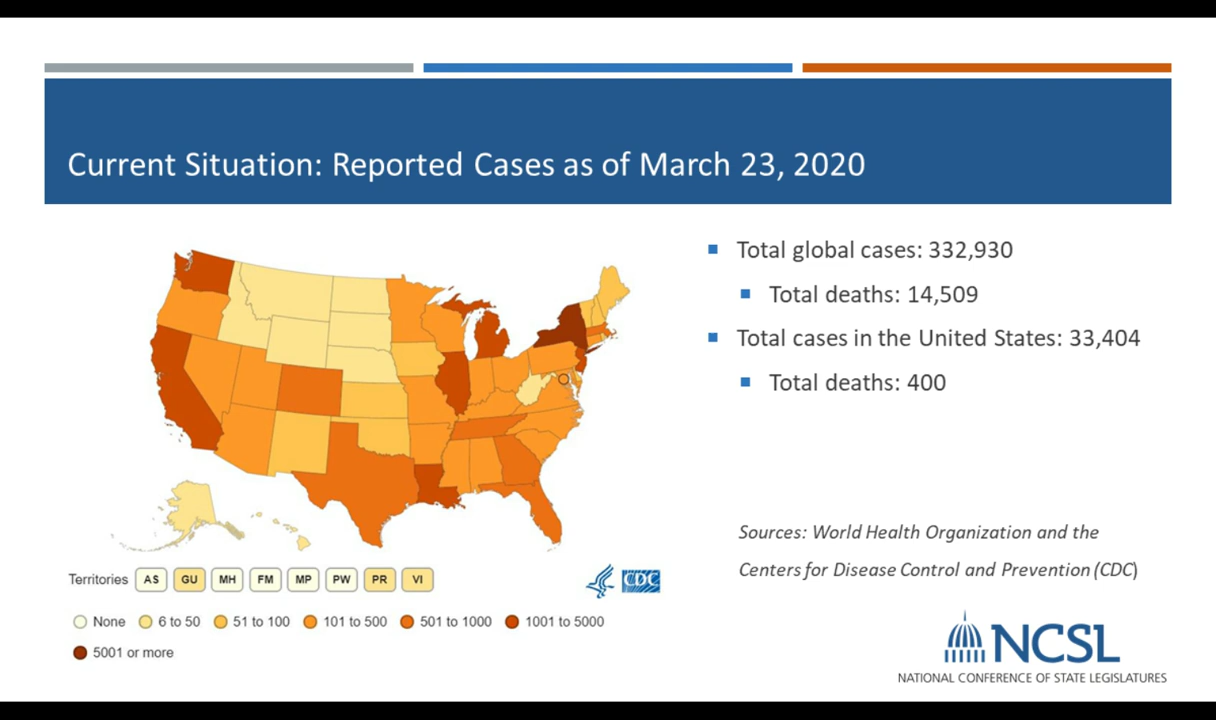 Current Situation: Reported Cases as of March 23, 2020
Total global cases: 332,930
Total deaths: 14,509
Total cases in the United States: 33,404
Total deaths: 400
Territories AS GU MH FM MP PW PR VI
CDC
None 6 to 50 51 to 100 101 to 500 501 to 1000 1001 to 5000
5001 or more
Sources: World Health Organization and the
Centers for Disease Control and Prevention (CDC)
NCSL
NATIONAL CONFERENCE OF STATE LEGISLATURES